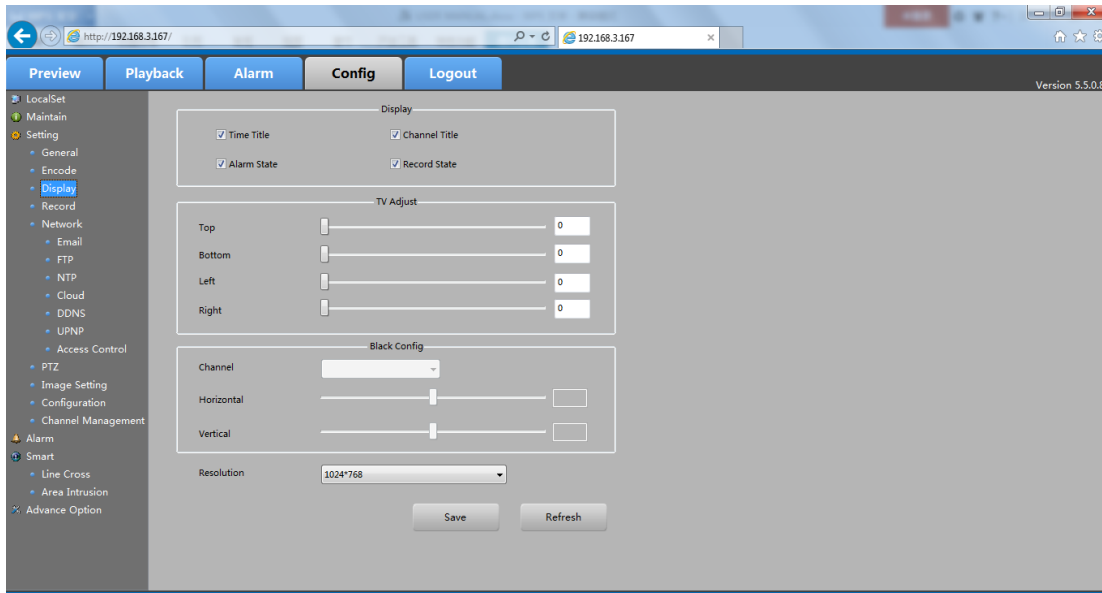 http://192.168.3.167/
192.168.3.167
Preview Playback Alarm Config Logout
Version 5.5.0.8
LocalSet
Maintain
Setting
General
Encode
Display
Record
Network
Email
FTP
NTP
Cloud
DDNS
UPNP
Access Control
PTZ
Image Setting
Configuration
Channel Management
Alarm
Smart
Line Cross
Area Intrusion
Advance Option
Display
Time Title Channel Title
Alarm State Record State
TV Adjust
Top 0
Bottom 0
Left 0
Right 0
Black Config
Channel
Horizontal
Vertical
Resolution 1024*768
Save Refresh